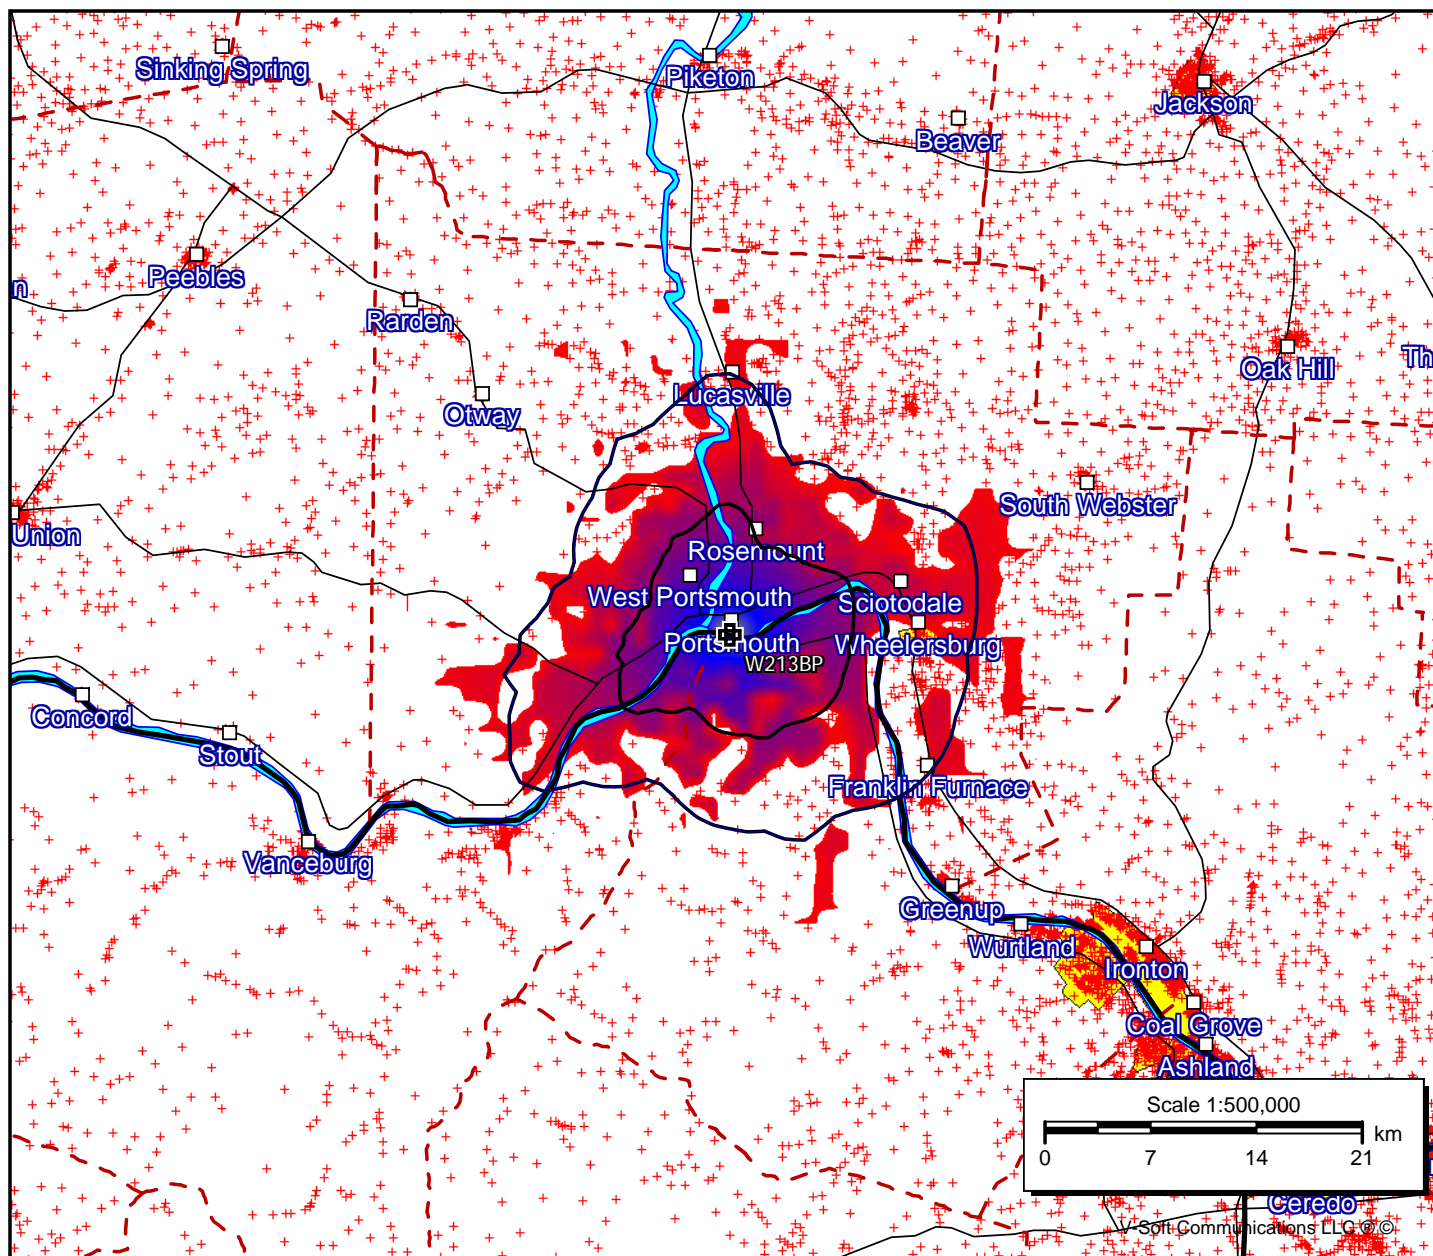 Sinking Spring
Piketon
Jackson
Beaver
Peebles
n
Rarden
Oak Hill
Th
Lucasville
Otway
South Webster
Union
Rosemount
West Portsmouth
Sciotodale
Portsmouth
Wheelersburg
W213BP
Concord
Stout
Franklin Furnace
Vanceburg
Greenup
Wurtland
Ironton
Coal Grove
Ashland
Scale 1:500,000
km
0 7 14 21
Ceredo
V-Soft Communications LLC ® ©